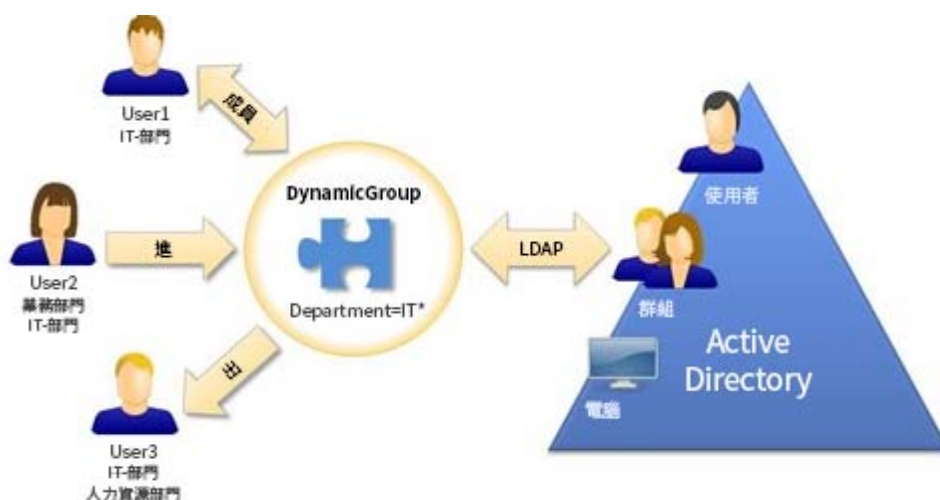 User1
IT-部門
成員
DynamicGroup
Department=IT*
進
User2
業務部門
IT-部門
出
User3
IT-部門
人力資源部門
LDAP
使用者
群組
電腦
Active
Directory